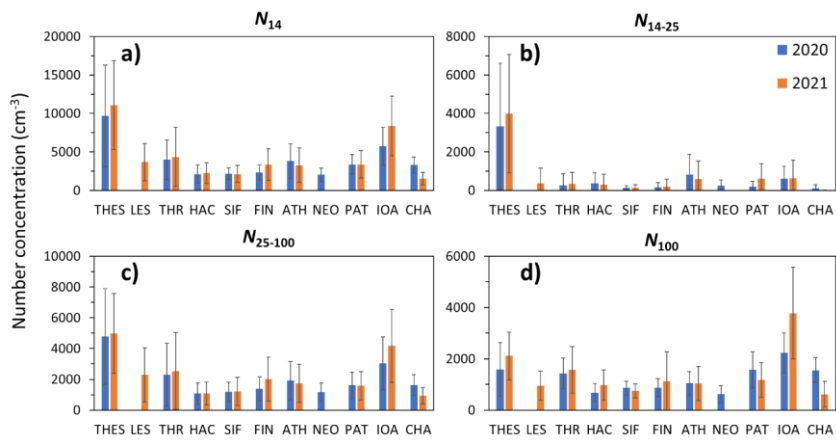 N14
N14-25
Number concentration (cm-3)
a)
20000
15000
10000
5000
0
THES LES THR HAC SIF FIN ATH NEO PAT IOA CHA
b)
8000
6000
4000
2000
0
2020
2021
THES LES THR HAC SIF FIN ATH NEO PAT IOA CHA
N25-100
N100
c)
10000
8000
6000
4000
2000
0
THES LES THR HAC SIF FIN ATH NEO PAT IOA CHA
d)
6000
4000
2000
0
THES LES THR HAC SIF FIN ATH NEO PAT IOA CHA